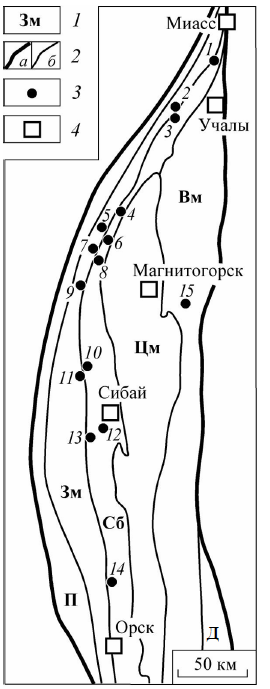 Зм 1
а б 2
3
4
Миасс
1
2
3
Учалы
Вм
4
5
6
7
8
Магнитогорск
9
15
Цм
10
11
Сибай
12
13
Зм
Сб
14
П
Орск
Д
50 км